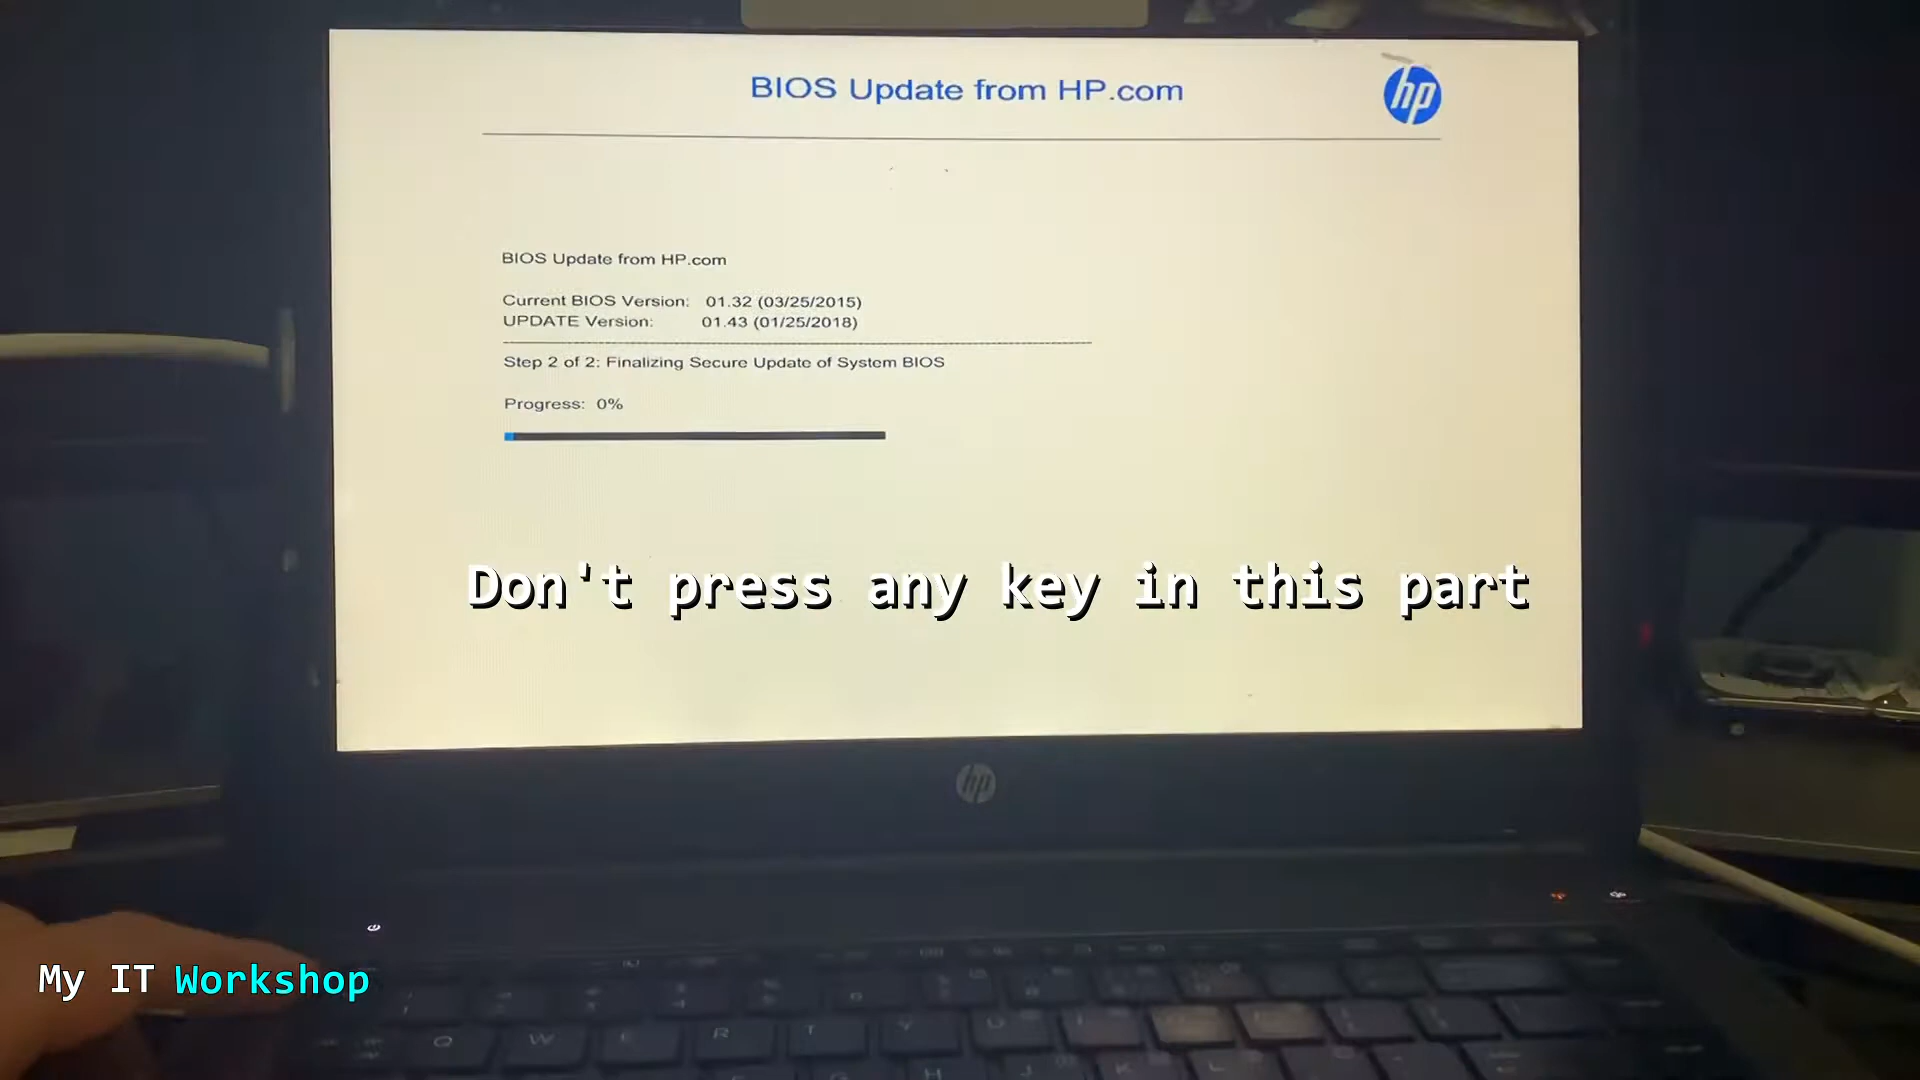 BIOS Update from HP.com
hp
BIOS Update from HP.com
Current BIOS Version: 01.32 (03/25/2015)
UPDATE Version: 01.43 (01/25/2018)
Step 2 of 2: Finalizing Secure Update of System BIOS
Progress: 0%
Don't press any key in this part
hp
My IT Workshop
Q W R T